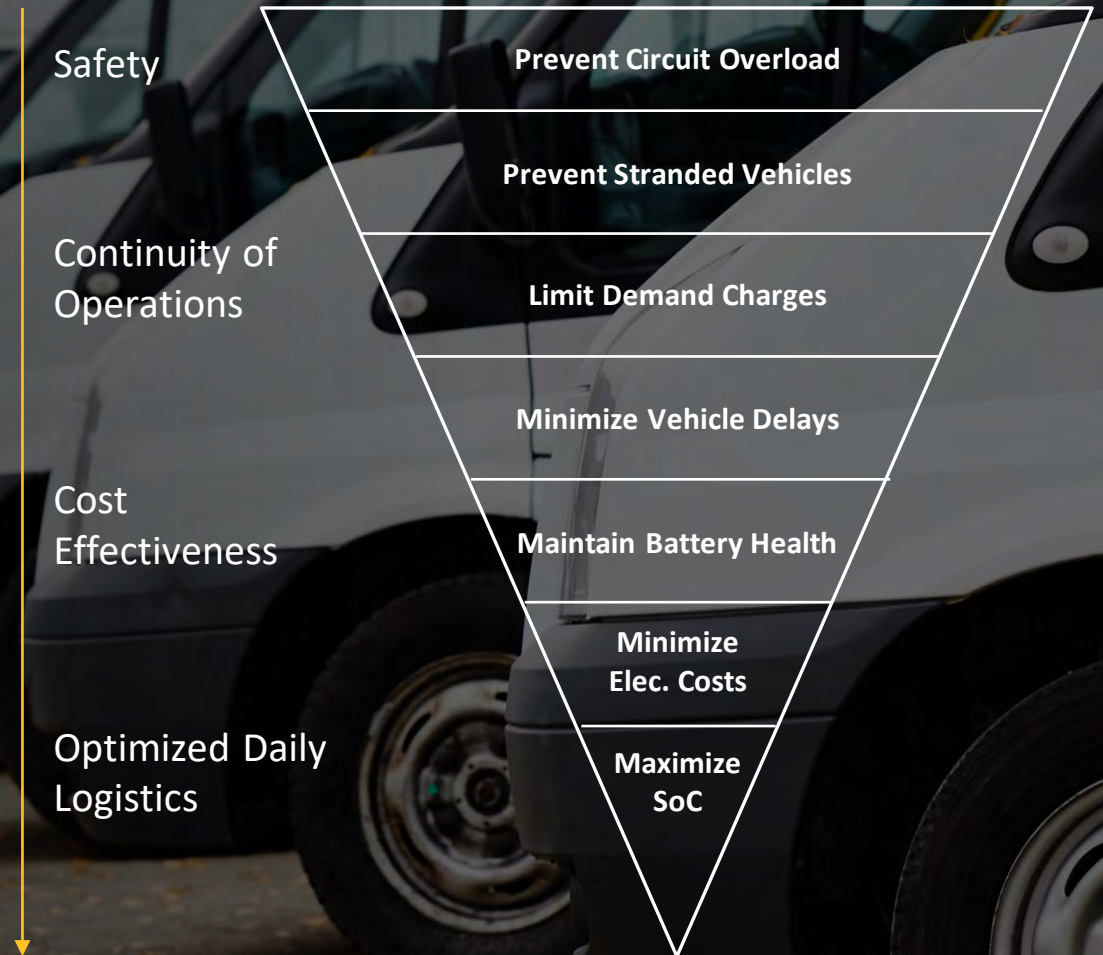 Safety
Prevent Circuit Overload
Prevent Stranded Vehicles
Continuity of
Operations
Limit Demand Charges
Minimize Vehicle Delays
Cost
Effectiveness
Maintain Battery Health
Minimize
Elec. Costs
Optimized Daily
Logistics
Maximize
SoC